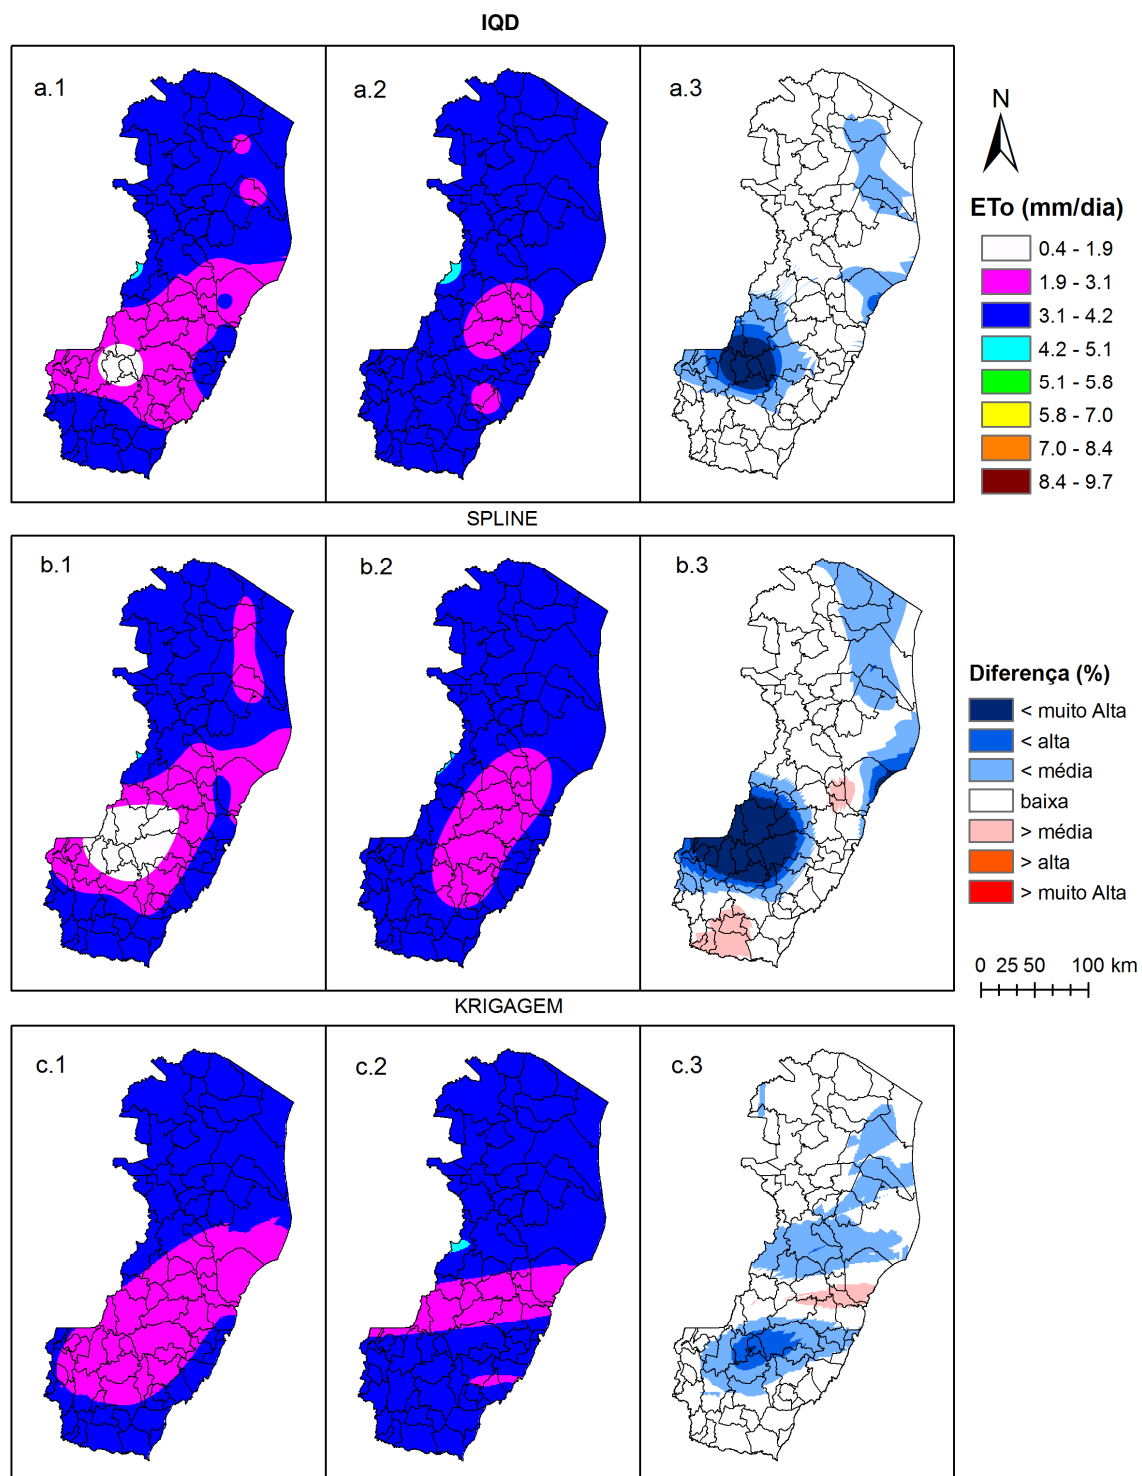 IQD
a.1
a.2
a.3
N
ETo (mm/dia)
0.4 - 1.9
1.9 - 3.1
3.1 - 4.2
4.2 - 5.1
5.1 - 5.8
5.8 - 7.0
7.0 - 8.4
8.4 - 9.7
SPLINE
b.1
b.2
b.3
Diferença (%)
< muito Alta
< alta
< média
baixa
> média
> alta
> muito Alta
0 25 50 100 km
KRIGAGEM
c.1
c.2
c.3